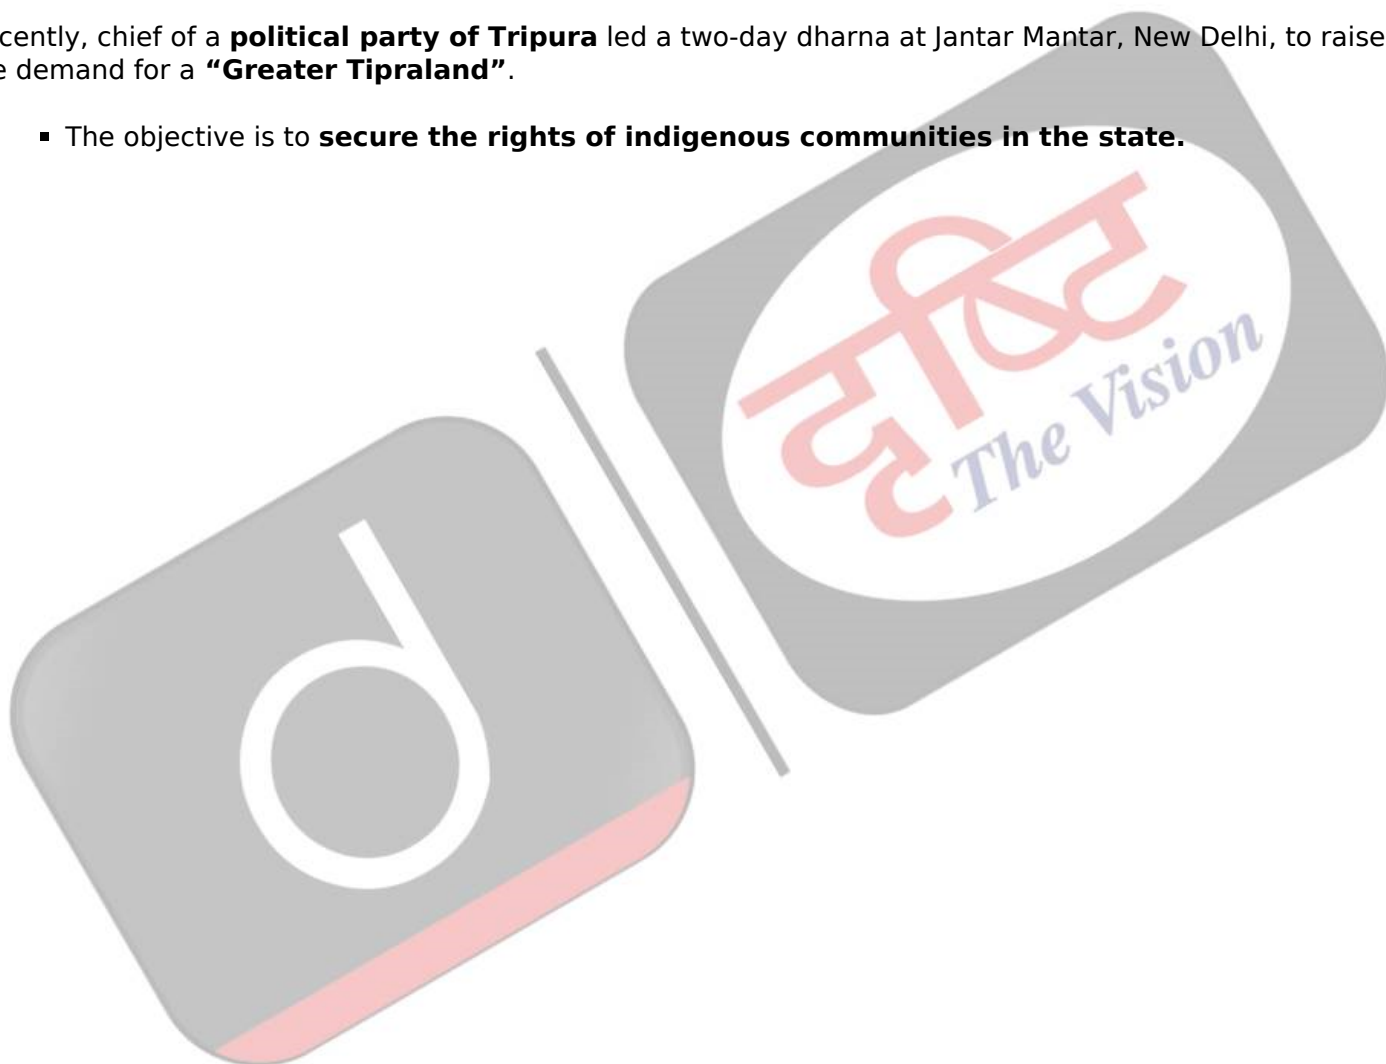 cently, chief of a political party of Tripura led a two-day dharna at Jantar Mantar, New Delhi, to raise
e demand for a “Greater Tipraland”.
▪ The objective is to secure the rights of indigenous communities in the state.
दृष्टि
The Vision
d